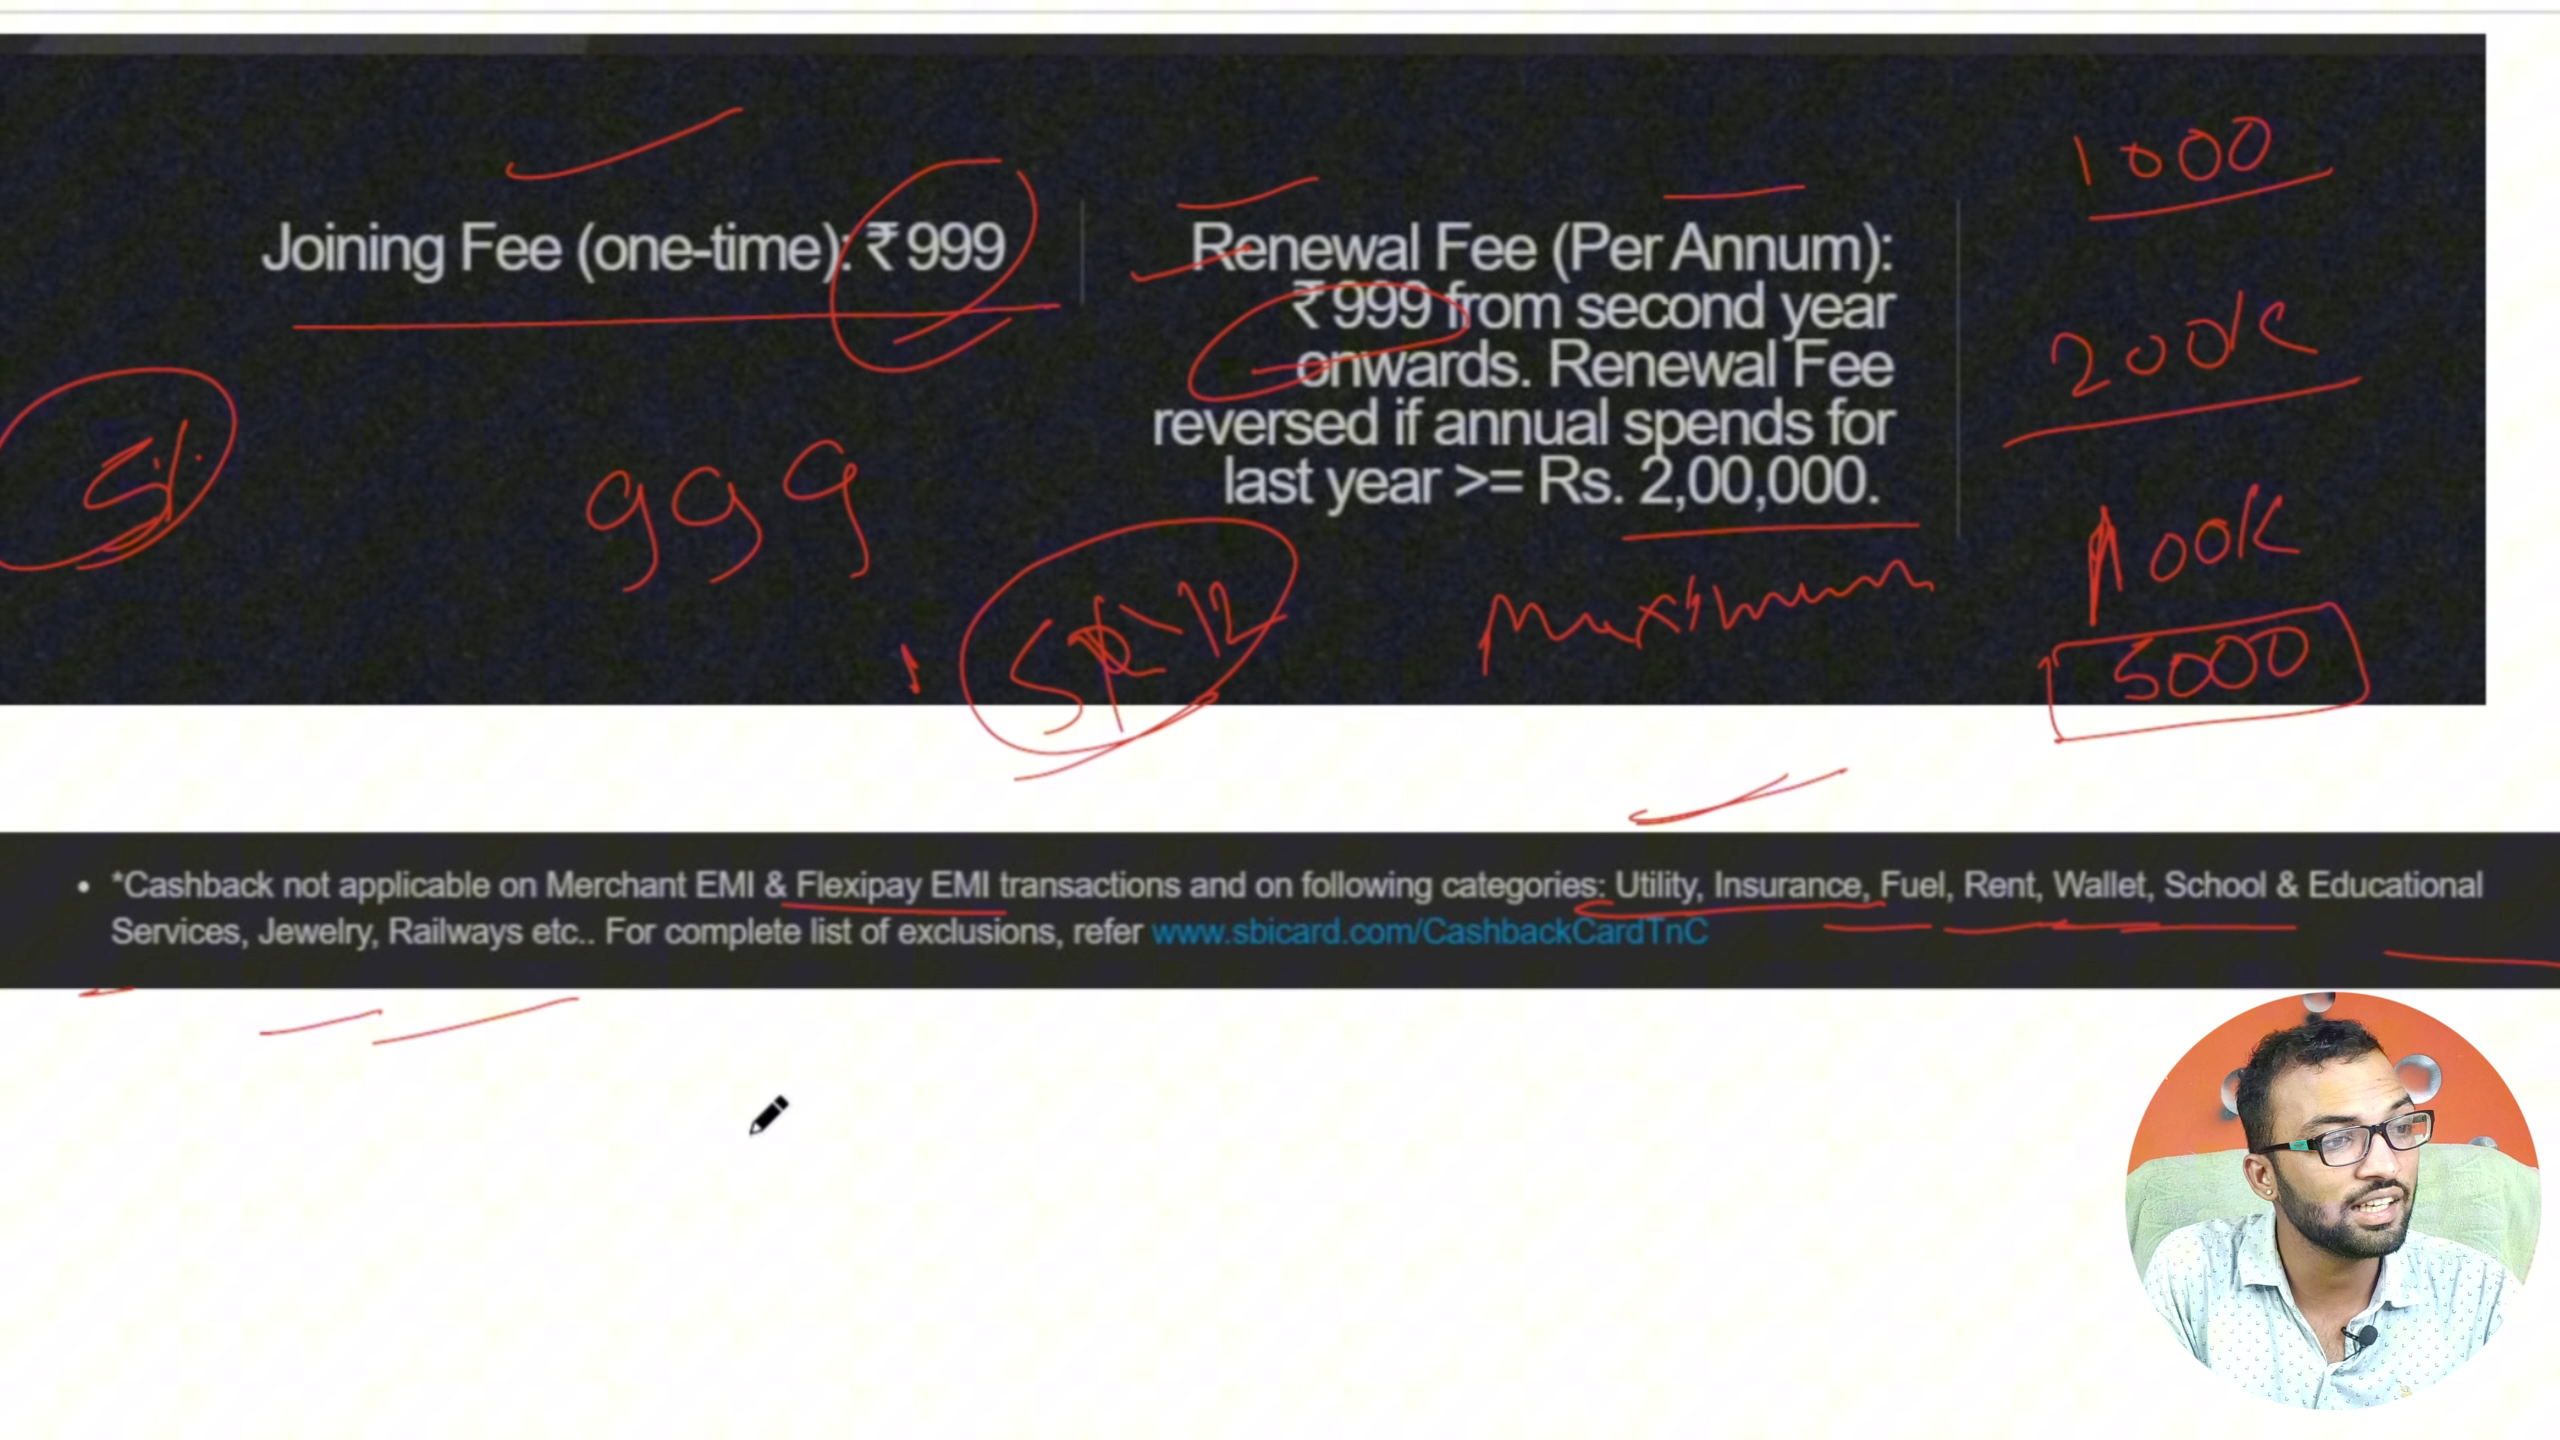 Joining Fee (one-time): ₹999
Renewal Fee (Per Annum):
₹999 from second year
onwards. Renewal Fee
reversed if annual spends for
last year >= Rs. 2,00,000.
1000
200K
100K
5000
5%
999
Maximum
• *Cashback not applicable on Merchant EMI & Flexipay EMI transactions and on following categories: Utility, Insurance, Fuel, Rent, Wallet, School & Educational
Services, Jewelry, Railways etc.. For complete list of exclusions, refer www.sbicard.com/CashbackCardTnC